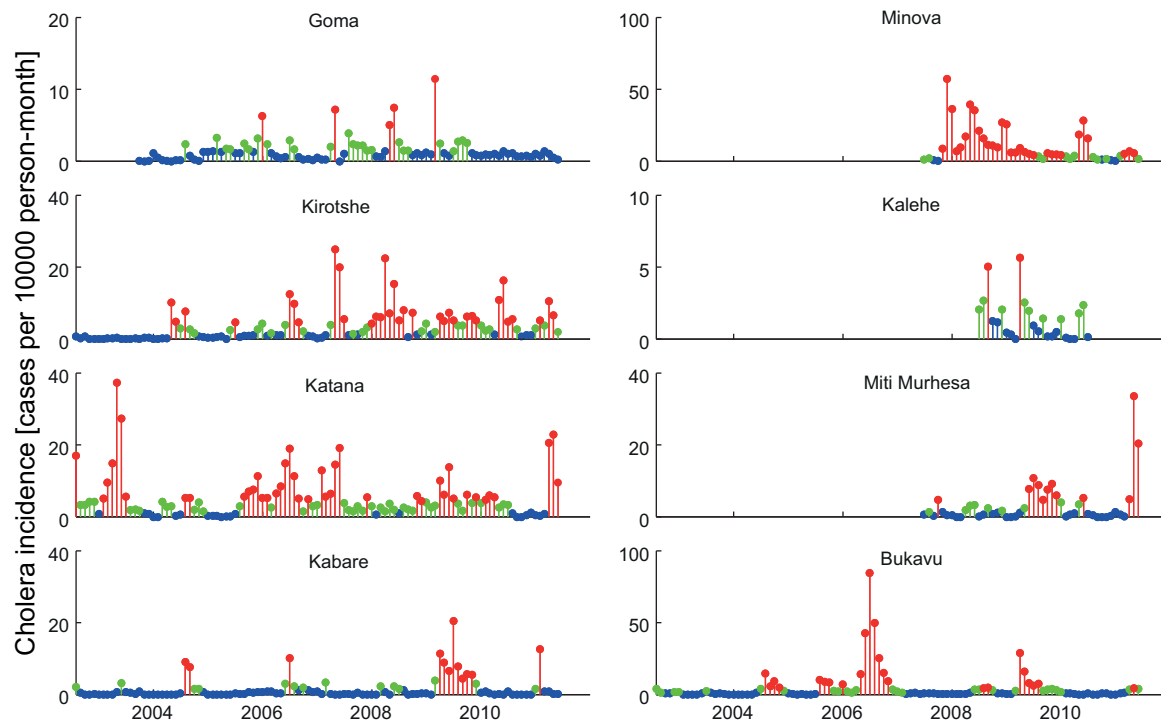 Cholera incidence [cases per 10000 person-month]
Goma
20
10
0
Minova
100
50
0
Kirotshe
40
20
0
Kalehe
10
5
0
Katana
40
20
0
Miti Murhesa
40
20
0
Kabare
40
20
0
Bukavu
100
50
0
2004 2006 2008 2010
2004 2006 2008 2010